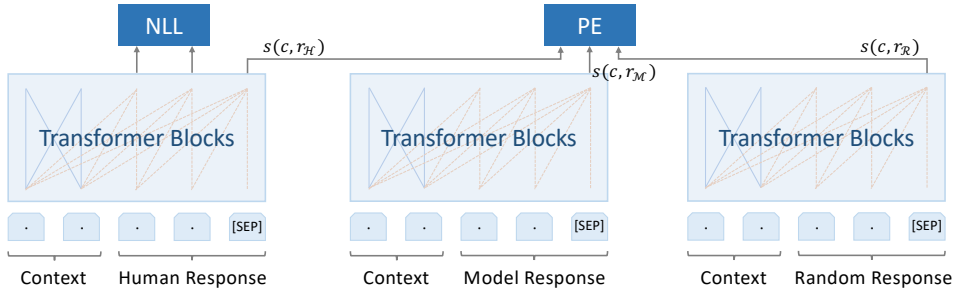 NLL
PE
s(c, r_ℋ)
s(c, r_ℳ)
s(c, r_ℛ)
Transformer Blocks
Transformer Blocks
Transformer Blocks
. . . . [SEP]
. . . . [SEP]
. . . . [SEP]
Context Human Response
Context Model Response
Context Random Response